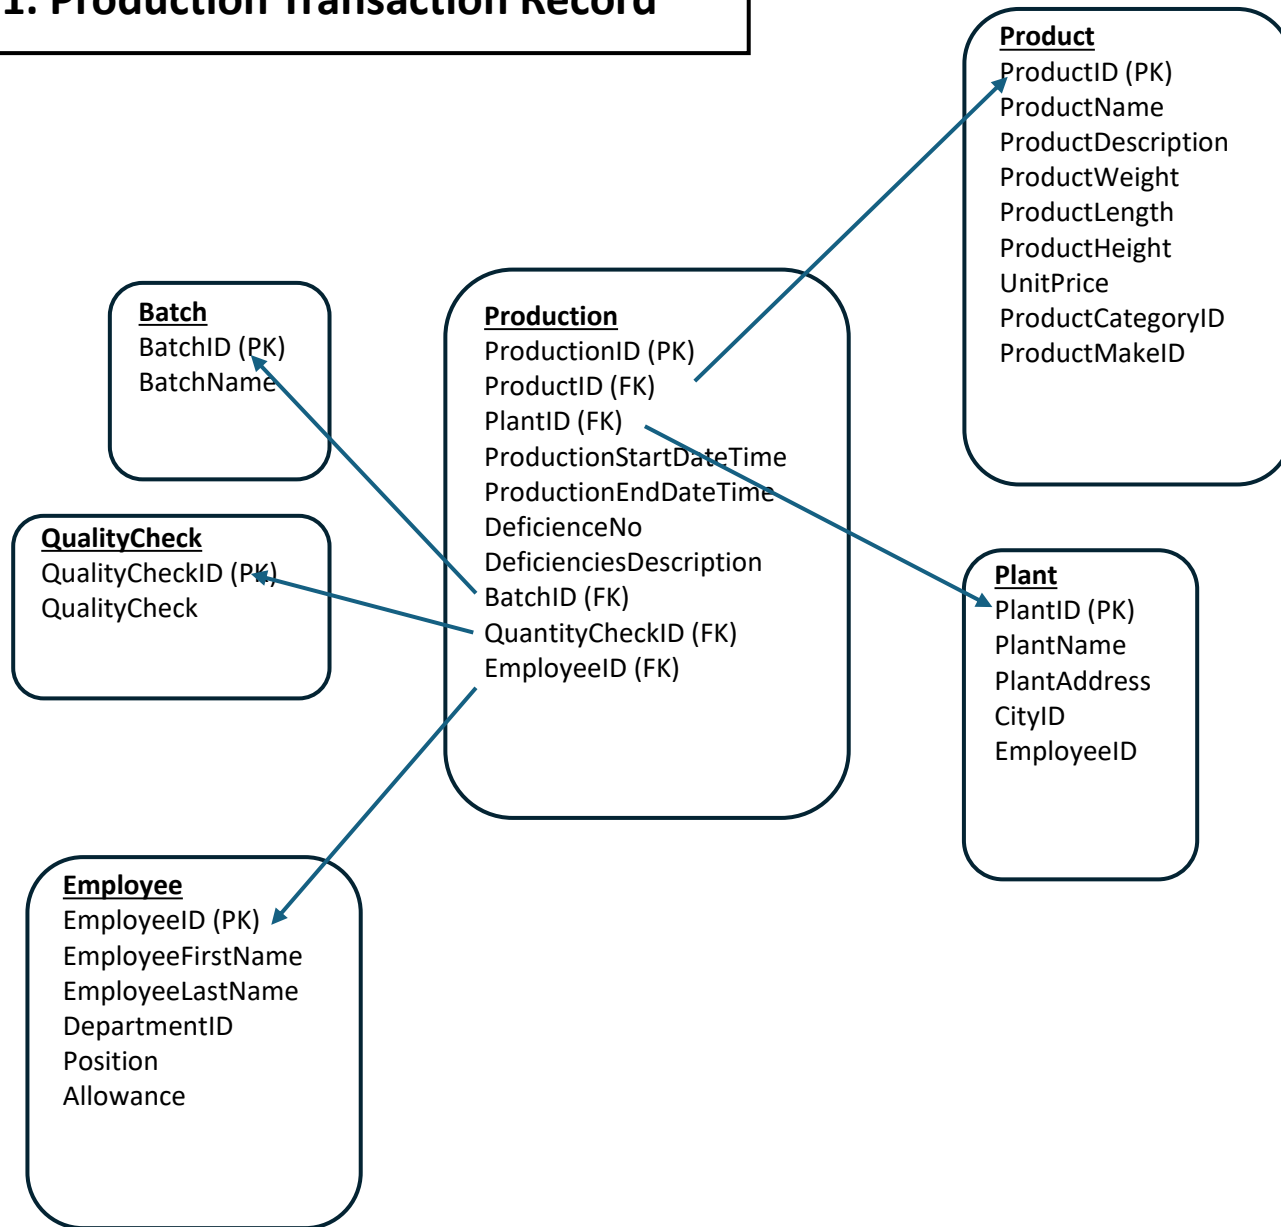 1. Production Transaction Record
Product
ProductID (PK)
ProductName
ProductDescription
ProductWeight
ProductLength
ProductHeight
UnitPrice
ProductCategoryID
ProductMakeID
Batch
BatchID (PK)
BatchName
Production
ProductionID (PK)
ProductID (FK)
PlantID (FK)
ProductionStartDateTime
ProductionEndDateTime
DeficienceNo
DeficienciesDescription
BatchID (FK)
QuantityCheckID (FK)
EmployeeID (FK)
QualityCheck
QualityCheckID (PK)
QualityCheck
Plant
PlantID (PK)
PlantName
PlantAddress
CityID
EmployeeID
Employee
EmployeeID (PK)
EmployeeFirstName
EmployeeLastName
DepartmentID
Position
Allowance